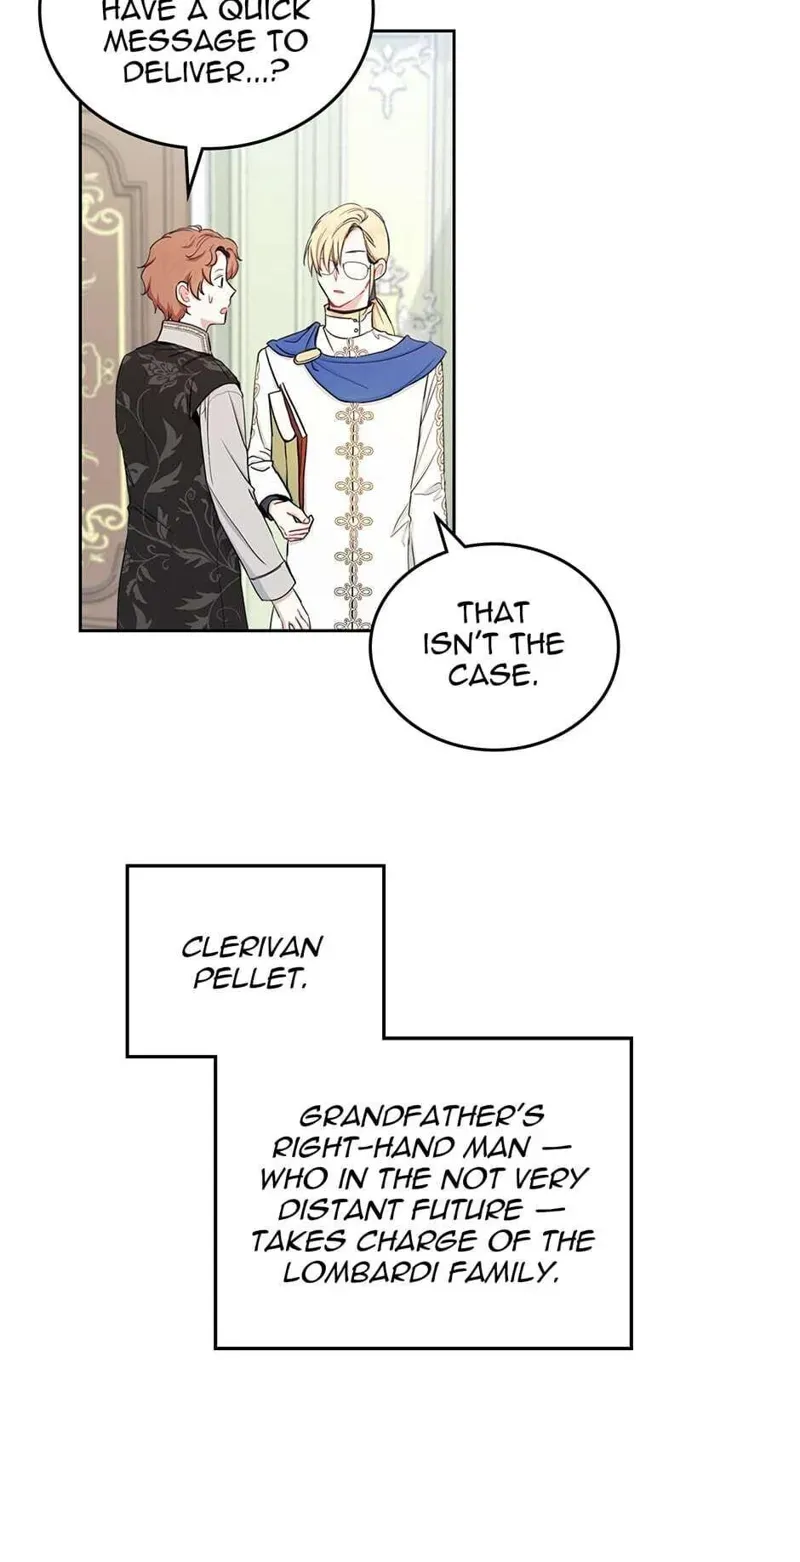 HAVE A QUICK
MESSAGE TO
DELIVER...?
THAT
ISN'T THE
CASE.
CLERIVAN
PELLET.
GRANDFATHER'S
RIGHT-HAND MAN —
WHO IN THE NOT VERY
DISTANT FUTURE —
TAKES CHARGE OF THE
LOMBARDI FAMILY.